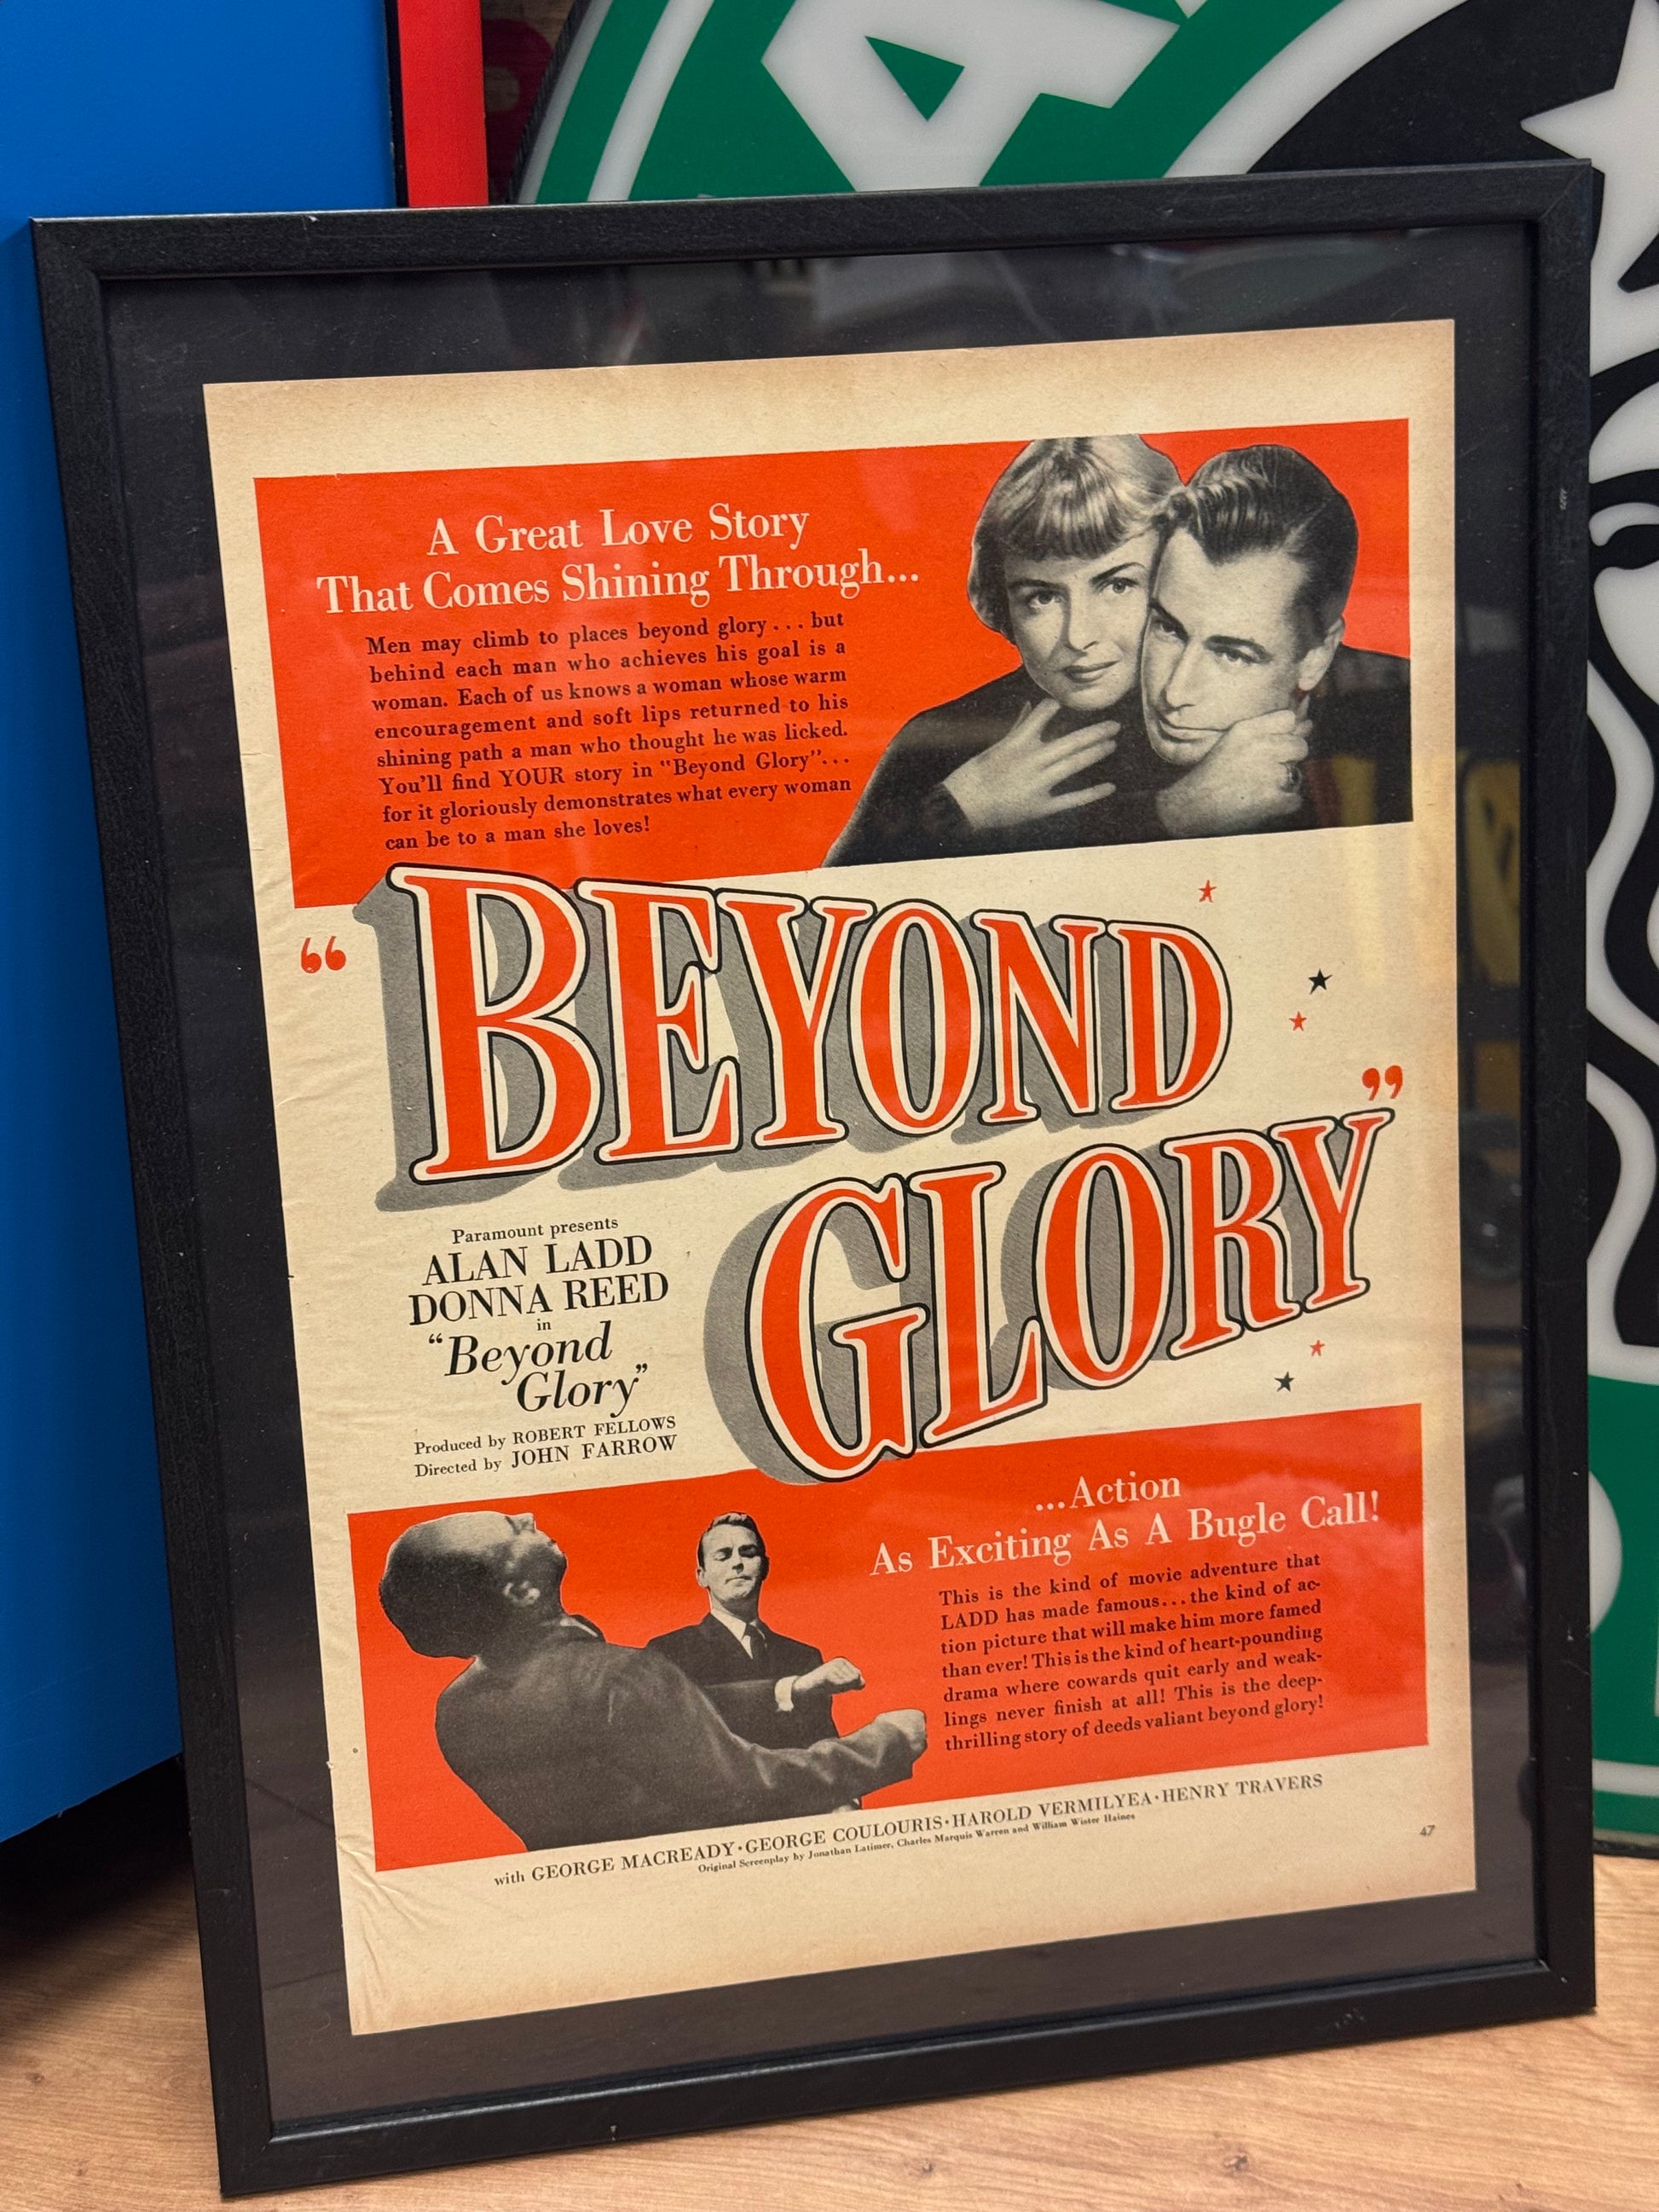 A Great Love Story
That Comes Shining Through...
Men may climb to places beyond glory . . . but
behind each man who achieves his goal is a
woman. Each of us knows a woman whose warm
encouragement and soft lips returned to his
shining path a man who thought he was licked.
You'll find YOUR story in "Beyond Glory" . . .
for it gloriously demonstrates what every woman
can be to a man she loves!
“BEYOND
GLORY”
Paramount presents
ALAN LADD
DONNA REED
in
“Beyond
Glory”
Produced by ROBERT FELLOWS
Directed by JOHN FARROW
...Action
As Exciting As A Bugle Call!
This is the kind of movie adventure that
LADD has made famous...the kind of ac-
tion picture that will make him more famed
than ever! This is the kind of heart-pounding
drama where cowards quit early and weak-
lings never finish at all! This is the deep-
thrilling story of deeds valiant beyond glory!
with GEORGE MACREADY • GEORGE COULOURIS • HAROLD VERMILYEA • HENRY TRAVERS
Original Screenplay by Jonathan Latimer, Charles Marquis Warren and William Wister Haines
47